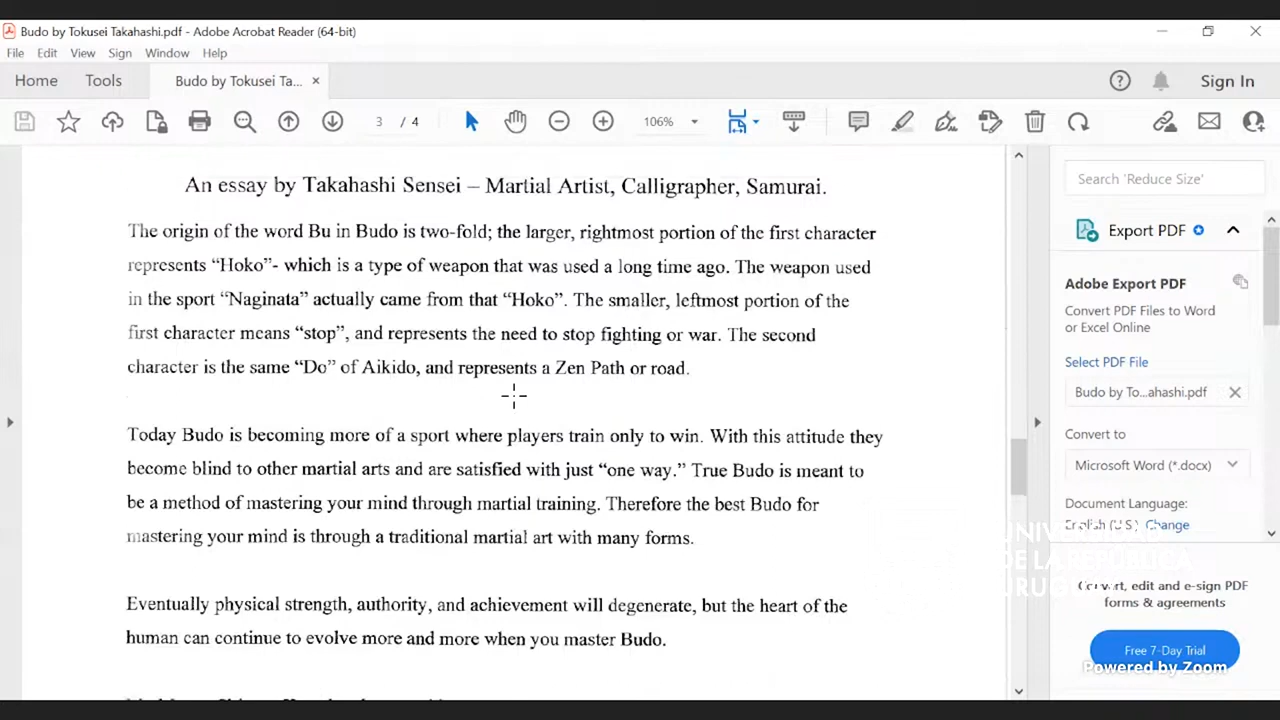 Budo by Tokusei Takahashi.pdf - Adobe Acrobat Reader (64-bit)
File Edit View Sign Window Help
Home Tools Budo by Tokusei Ta... × Sign In
3 / 4 106%
An essay by Takahashi Sensei – Martial Artist, Calligrapher, Samurai.
The origin of the word Bu in Budo is two-fold; the larger, rightmost portion of the first character
represents “Hoko”- which is a type of weapon that was used a long time ago. The weapon used
in the sport “Naginata” actually came from that “Hoko”. The smaller, leftmost portion of the
first character means “stop”, and represents the need to stop fighting or war. The second
character is the same “Do” of Aikido, and represents a Zen Path or road.
Today Budo is becoming more of a sport where players train only to win. With this attitude they
become blind to other martial arts and are satisfied with just “one way.” True Budo is meant to
be a method of mastering your mind through martial training. Therefore the best Budo for
mastering your mind is through a traditional martial art with many forms.
Eventually physical strength, authority, and achievement will degenerate, but the heart of the
human can continue to evolve more and more when you master Budo.
Search 'Reduce Size'
Export PDF
Adobe Export PDF
Convert PDF Files to Word
or Excel Online
Select PDF File
Budo by To...ahashi.pdf
Convert to
Microsoft Word (*.docx)
Document Language:
English (U.S.) Change
DE LA REPÚBLICA
Convert, edit and e-sign PDF
forms & agreements
Free 7-Day Trial
Powered by Zoom